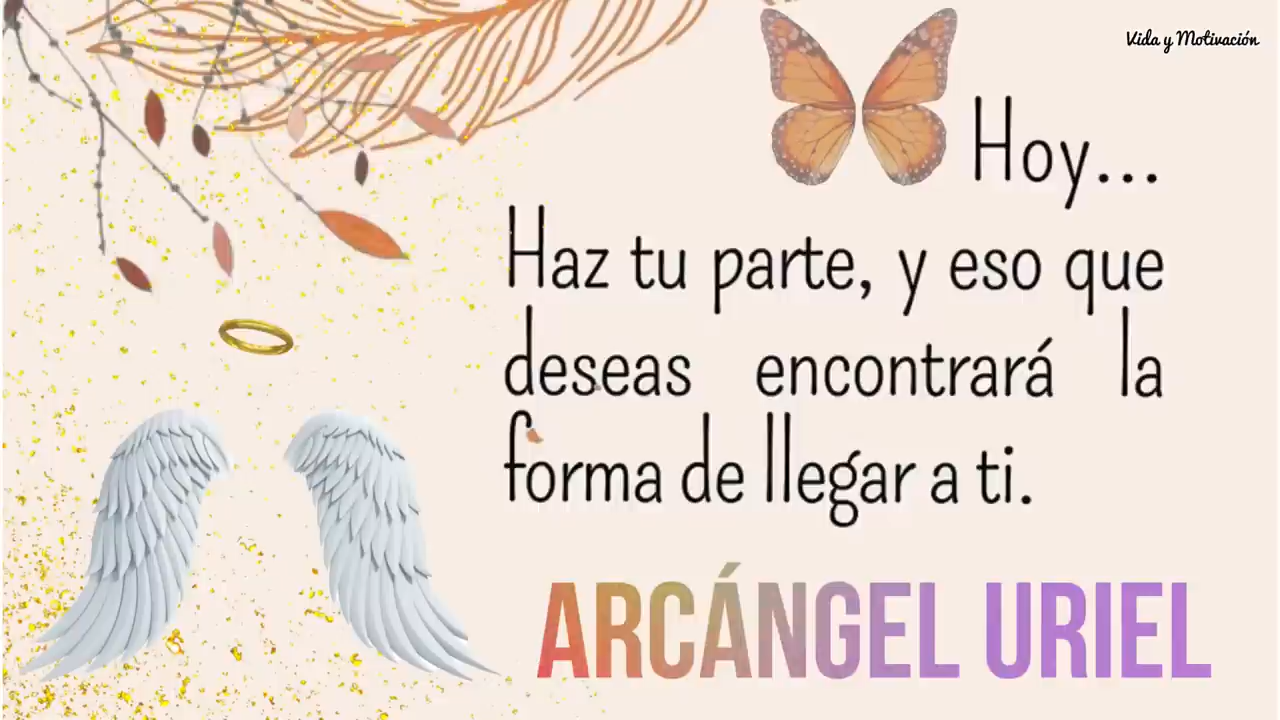 Vida y Motivación
Hoy...
Haz tu parte, y eso que
deseas encontrará la
forma de llegar a ti.
ARCÁNGEL URIEL